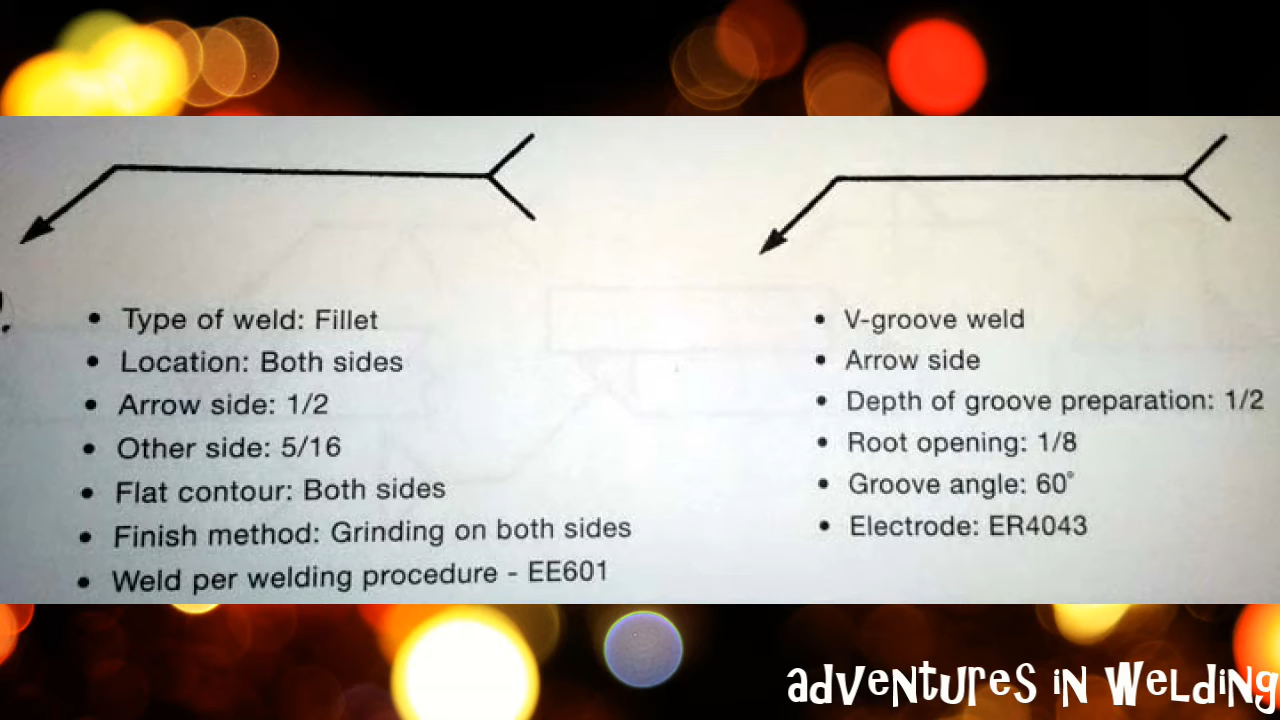 • Type of weld: Fillet
• Location: Both sides
• Arrow side: 1/2
• Other side: 5/16
• Flat contour: Both sides
• Finish method: Grinding on both sides
• Weld per welding procedure - EE601
• V-groove weld
• Arrow side
• Depth of groove preparation: 1/2
• Root opening: 1/8
• Groove angle: 60°
• Electrode: ER4043
adVeNtUreS iN WeLdiNg